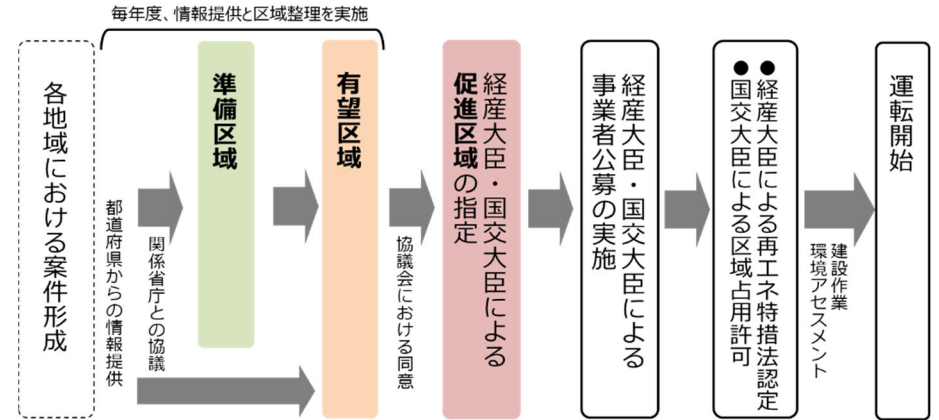 毎年度、情報提供と区域整理を実施
各地域における案件形成
都道府県からの情報提供
関係省庁との協議
準備区域
有望区域
協議会における同意
経産大臣・国交大臣による
促進区域の指定
経産大臣・国交大臣による
事業者公募の実施
●経産大臣による再エネ特措法認定
●国交大臣による区域占用許可
建設作業
環境アセスメント
運転開始